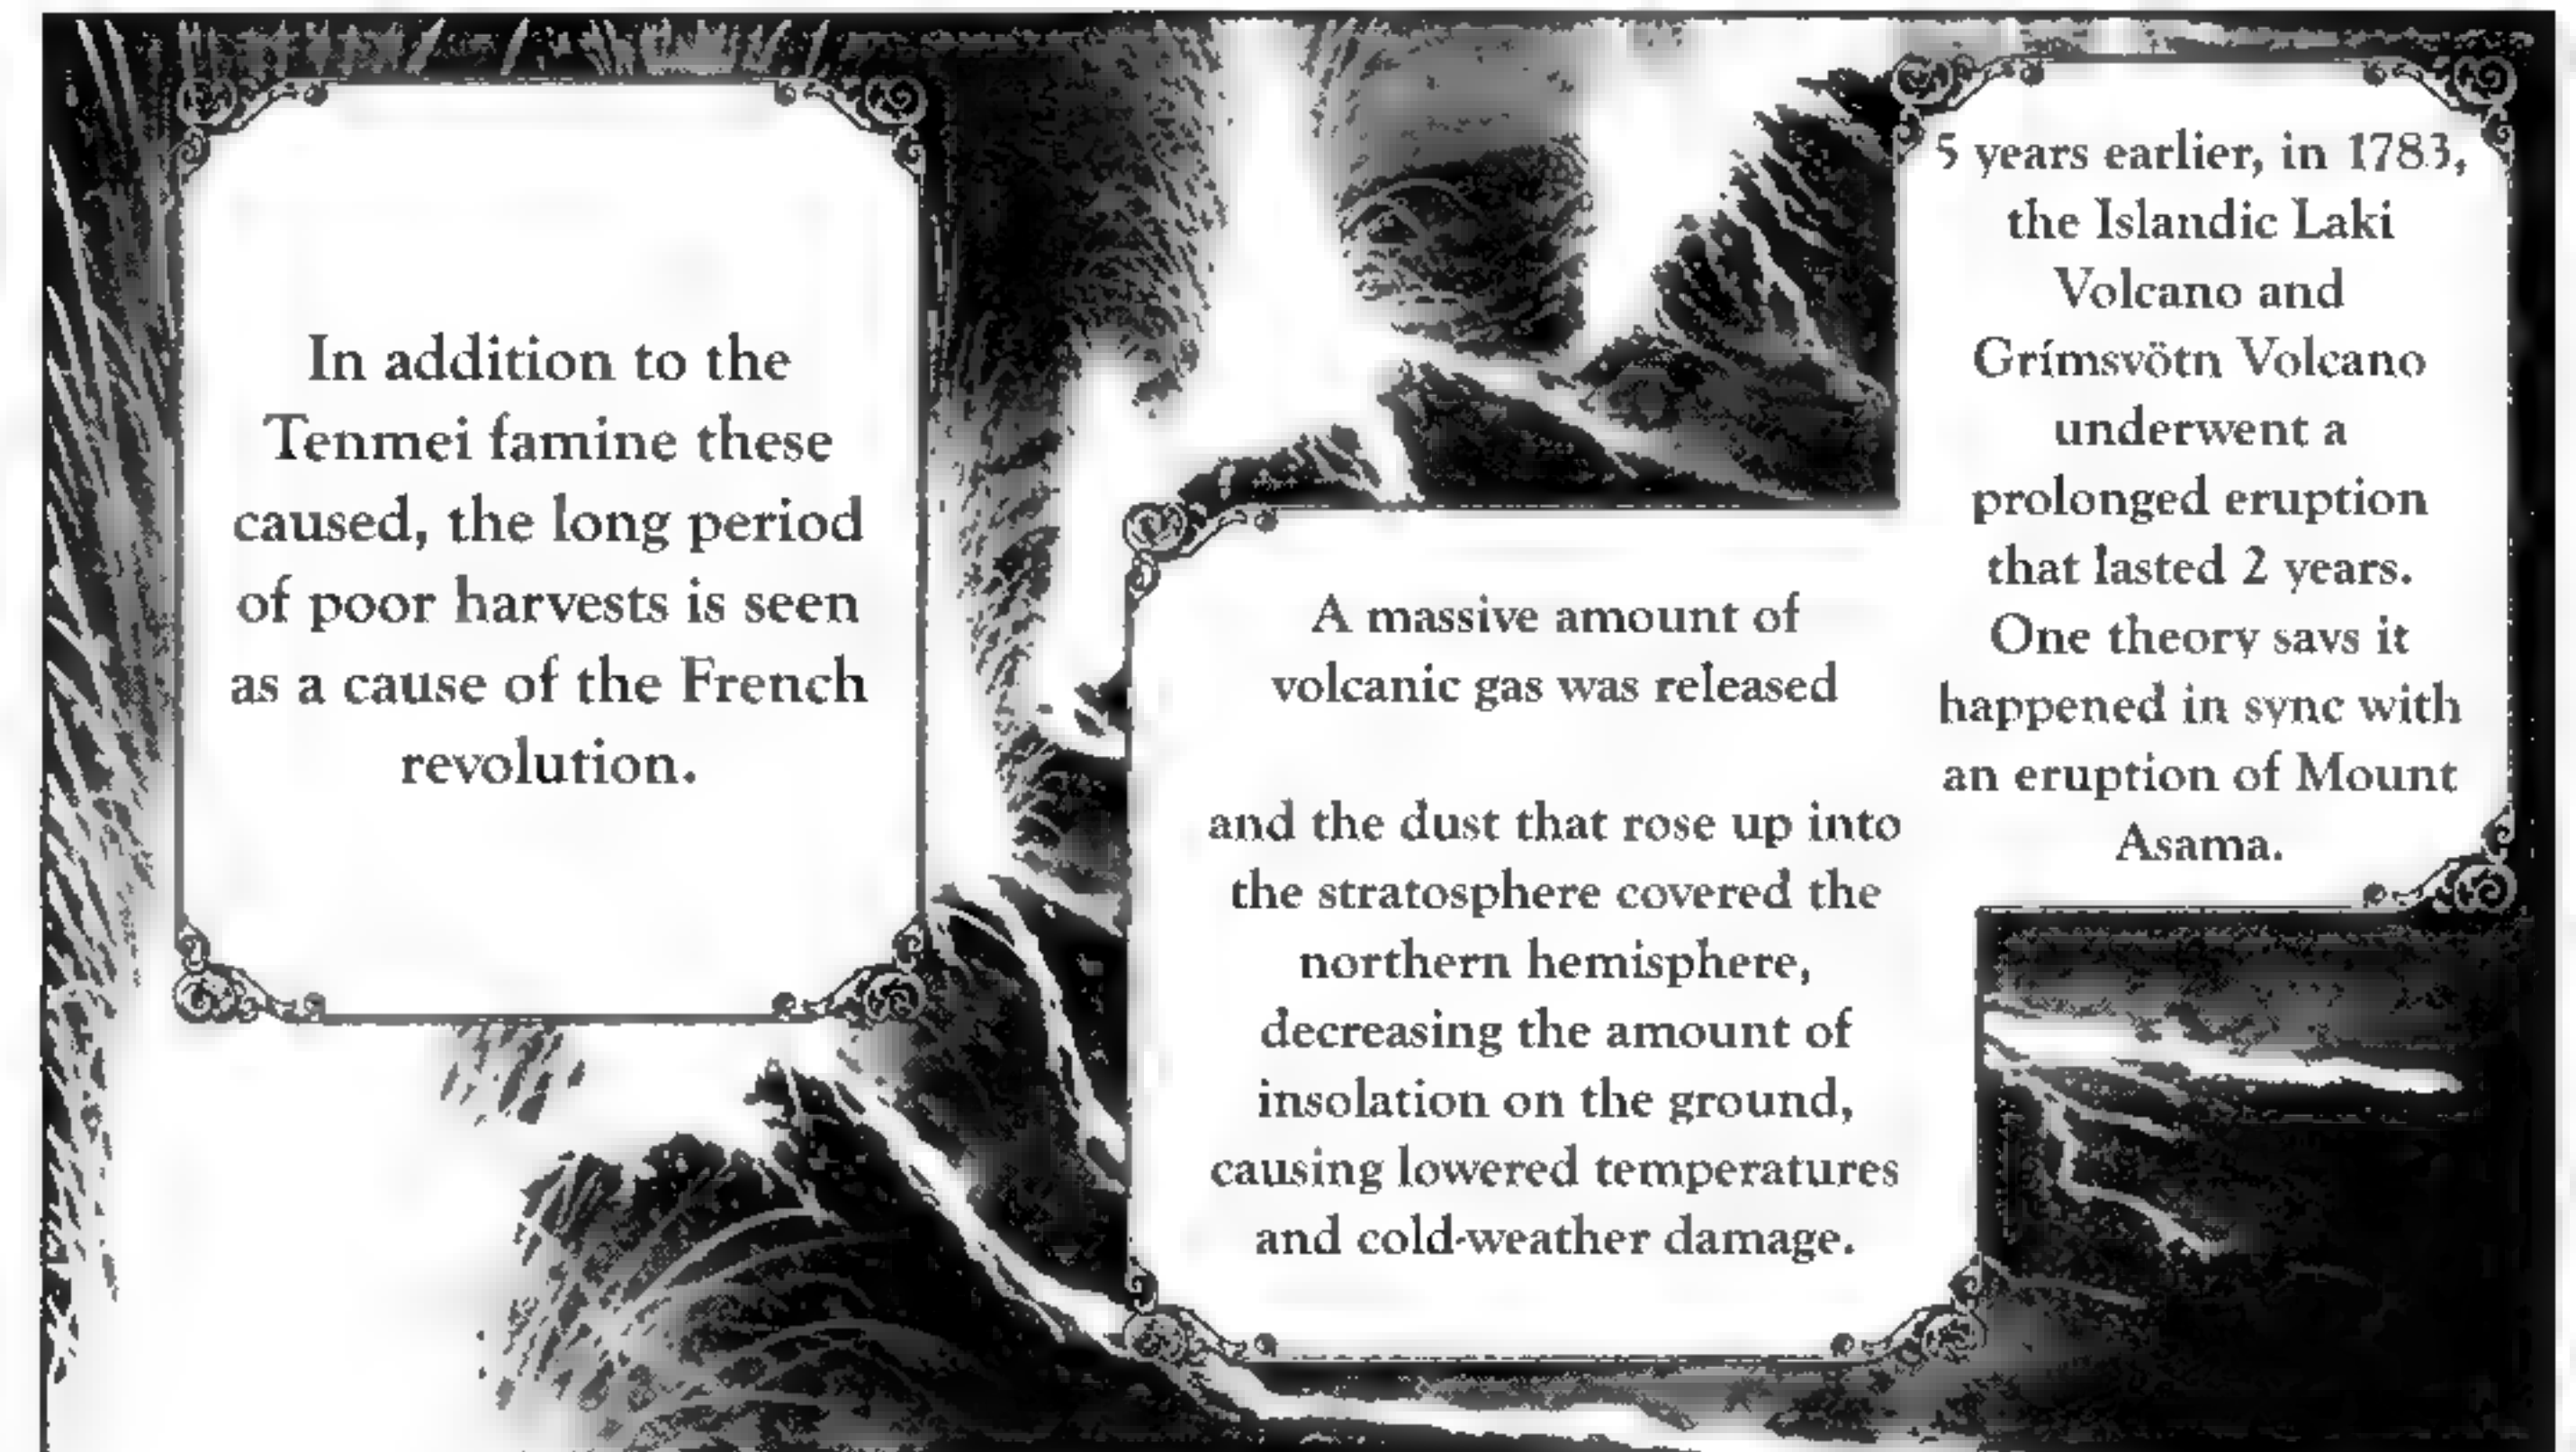 5 years earlier, in 1783,
the Islandic Laki
Volcano and
Grímsvötn Volcano
underwent a
prolonged eruption
that lasted 2 years.
One theory says it
happened in sync with
an eruption of Mount
Asama.
A massive amount of
volcanic gas was released
and the dust that rose up into
the stratosphere covered the
northern hemisphere,
decreasing the amount of
insolation on the ground,
causing lowered temperatures
and cold-weather damage.
In addition to the
Tenmei famine these
caused, the long period
of poor harvests is seen
as a cause of the French
revolution.